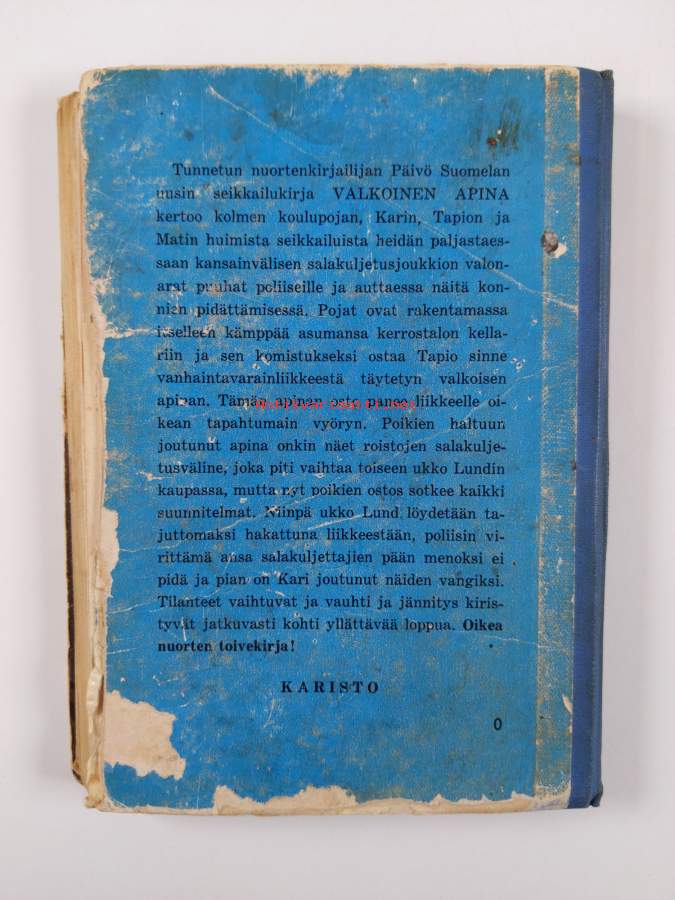 Tunnetun nuortenkirjailijan Päivö Suomelan
uusin seikkailukirja VALKOINEN APINA
kertoo kolmen koulupojan, Karin, Tapion ja
Matin huimista seikkailuista heidän paljastaes-
saan kansainvälisen salakuljetusjoukkion valon-
arat puuhat poliiseille ja auttaessa näitä kon-
nien pidättämisessä. Pojat ovat rakentamassa
itselleen kämppää asumansa kerrostalon kella-
riin ja sen komistukseksi ostaa Tapio sinne
vanhaintavarainliikkeestä täytetyn valkoisen
apinan. Tämän apinan osto panee liikkeelle oi-
kean tapahtumain vyöryn. Poikien haltuun
joutunut apina onkin näet roistojen salakulje-
tusväline, joka piti vaihtaa toiseen ukko Lundin
kaupassa, mutta nyt poikien ostos sotkee kaikki
suunnitelmat. Niinpä ukko Lund löydetään ta-
juttomaksi hakattuna liikkeestään, poliisin vi-
rittämä ansa salakuljettajien pään menoksi ei
pidä ja pian on Kari joutunut näiden vangiksi.
Tilanteet vaihtuvat ja vauhti ja jännitys kiris-
tyvät jatkuvasti kohti yllättävää loppua. Oikea
nuorten toivekirja!
KARISTO
0